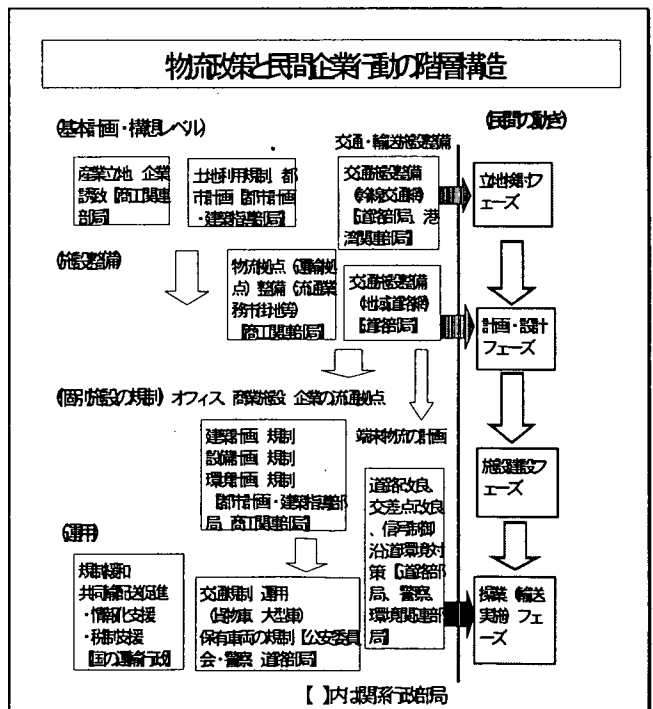 物流政策と民間企業行動の階層構造
(基本計画・構想レベル)
交通・輸送施設整備
(民間の動き)
産業立地 企業
誘致【商工関連
部局】
土地利用規制 都
市計画【都市計画
・建築指導部局】
交通施設整備
(幹線交通網)
【道路部局、港
湾関連部局】
立地検討フ
ェーズ
(施設整備)
物流拠点(運輸拠
点)整備(流通業
務市街地等)
【商工関連部局】
交通施設整備
(地域道路網)
【道路部局】
計画・設計
フェーズ
(個別施設の規制) オフィス、商業施設 企業の流通拠点
建築計画 規制
設備計画 規制
環境計画 規制
【都市計画・建築指導部
局、商工関連部局】
端末物流の計画
道路改良、
交差点改良
、信号制御
沿道環境対
策【道路部
局、警察、
環境関連部
局】
施設建設フ
ェーズ
(運用)
規制緩和
共同輸配送促進
・情報化支援
・税制支援
【国の運輸行政】
交通規制 運用
(貨物車 大型車)
保有車両の規制【公安委員
会・警察 道路部局】
操業(輸送
実施)フェ
ーズ
【 】内は関係行政部局